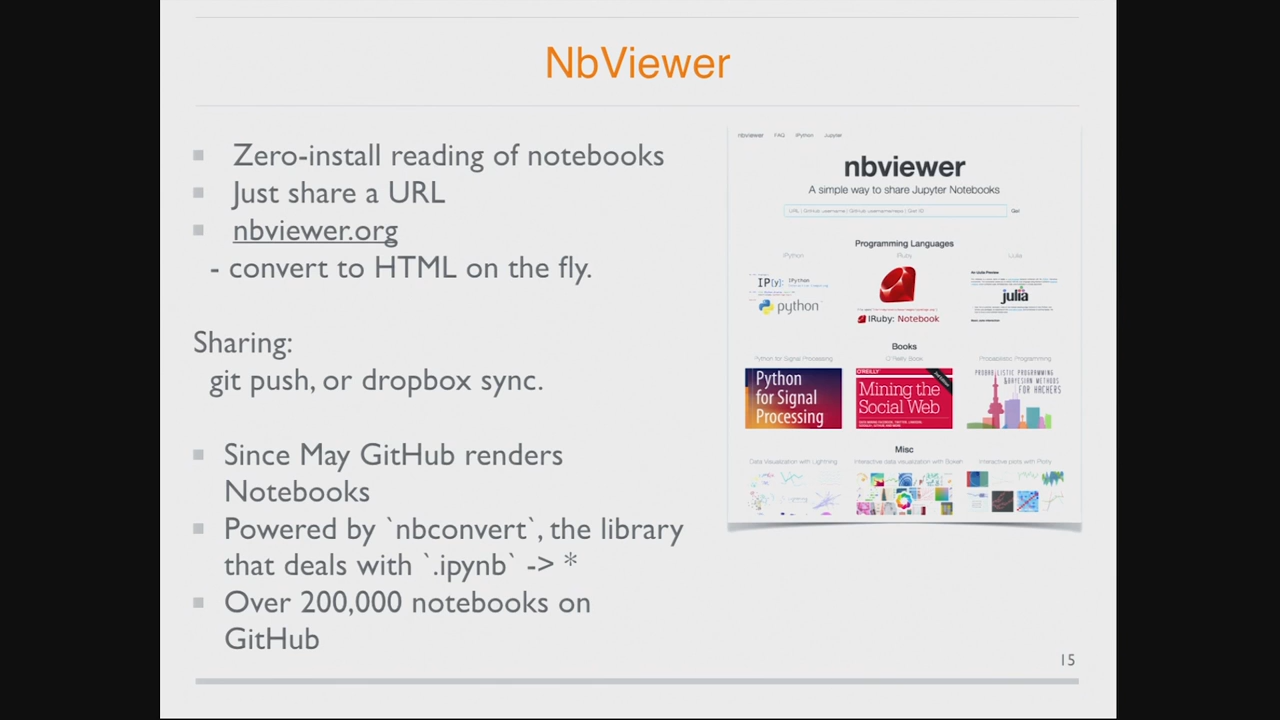 NbViewer
Zero-install reading of notebooks
Just share a URL
nbviewer.org
- convert to HTML on the fly.
Sharing:
git push, or dropbox sync.
Since May GitHub renders
Notebooks
Powered by `nbconvert`, the library
that deals with `.ipynb` -> *
Over 200,000 notebooks on
GitHub
nbviewer FAQ IPython Jupyter
nbviewer
A simple way to share Jupyter Notebooks
URL | GitHub username | GitHub username/repo | Gist ID
Go!
Programming Languages
IPython IRuby IJulia
IP[y]: IPython
python
IRuby: Notebook
julia
Books
Python for Signal Processing O'Reilly Book Probabilistic Programming
Python
for Signal
Processing
O'REILLY
Mining the
Social Web
PROBABILISTIC PROGRAMMING
& BAYESIAN METHODS
FOR HACKERS
Misc
Data Visualization with Lightning Interactive data visualization with Bokeh Interactive plots with Plotly
15